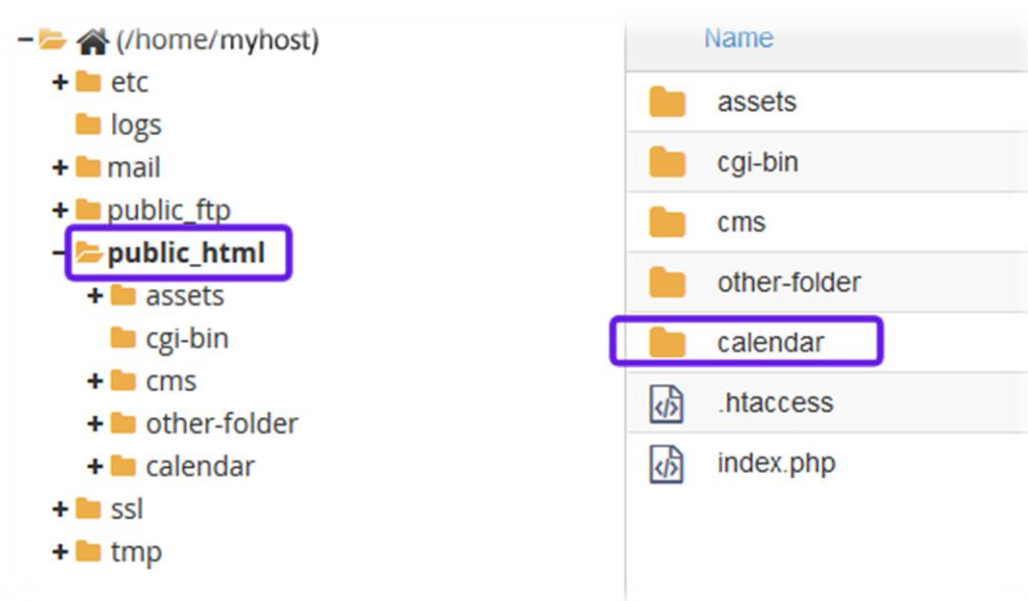 (/home/myhost)
etc
logs
mail
public_ftp
public_html
assets
cgi-bin
cms
other-folder
calendar
ssl
tmp
Name
assets
cgi-bin
cms
other-folder
calendar
.htaccess
index.php